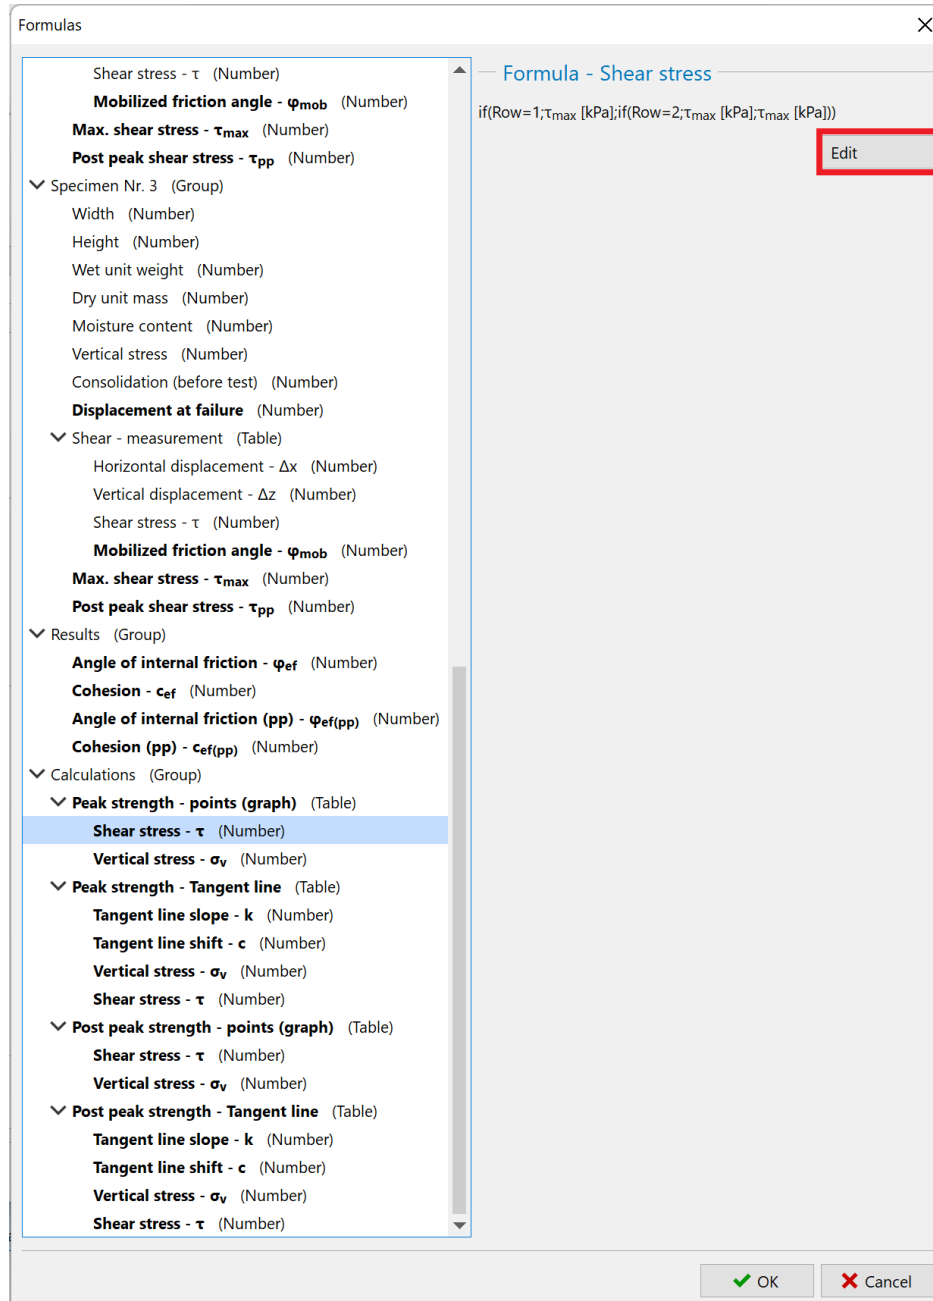 Formulas
Shear stress - τ (Number)
Mobilized friction angle - φmob (Number)
Max. shear stress - τmax (Number)
Post peak shear stress - τpp (Number)
Specimen Nr. 3 (Group)
Width (Number)
Height (Number)
Wet unit weight (Number)
Dry unit mass (Number)
Moisture content (Number)
Vertical stress (Number)
Consolidation (before test) (Number)
Displacement at failure (Number)
Shear - measurement (Table)
Horizontal displacement - Δx (Number)
Vertical displacement - Δz (Number)
Shear stress - τ (Number)
Mobilized friction angle - φmob (Number)
Max. shear stress - τmax (Number)
Post peak shear stress - τpp (Number)
Results (Group)
Angle of internal friction - φef (Number)
Cohesion - cef (Number)
Angle of internal friction (pp) - φef(pp) (Number)
Cohesion (pp) - cef(pp) (Number)
Calculations (Group)
Peak strength - points (graph) (Table)
Shear stress - τ (Number)
Vertical stress - σv (Number)
Peak strength - Tangent line (Table)
Tangent line slope - k (Number)
Tangent line shift - c (Number)
Vertical stress - σv (Number)
Shear stress - τ (Number)
Post peak strength - points (graph) (Table)
Shear stress - τ (Number)
Vertical stress - σv (Number)
Post peak strength - Tangent line (Table)
Tangent line slope - k (Number)
Tangent line shift - c (Number)
Vertical stress - σv (Number)
Shear stress - τ (Number)
Formula - Shear stress
if(Row=1;τmax [kPa];if(Row=2;τmax [kPa];τmax [kPa]))
Edit
OK
Cancel